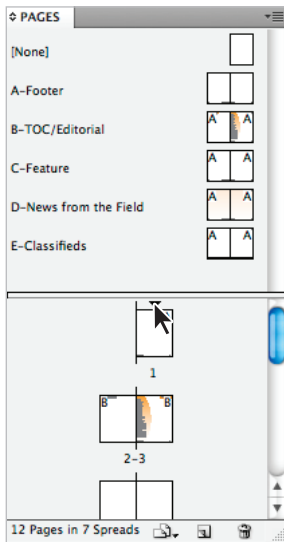 PAGES
[None]
A-Footer
B-TOC/Editorial
A A
C-Feature
A A
D-News from the Field
A A
E-Classifieds
A A
1
B B
2-3
12 Pages in 7 Spreads